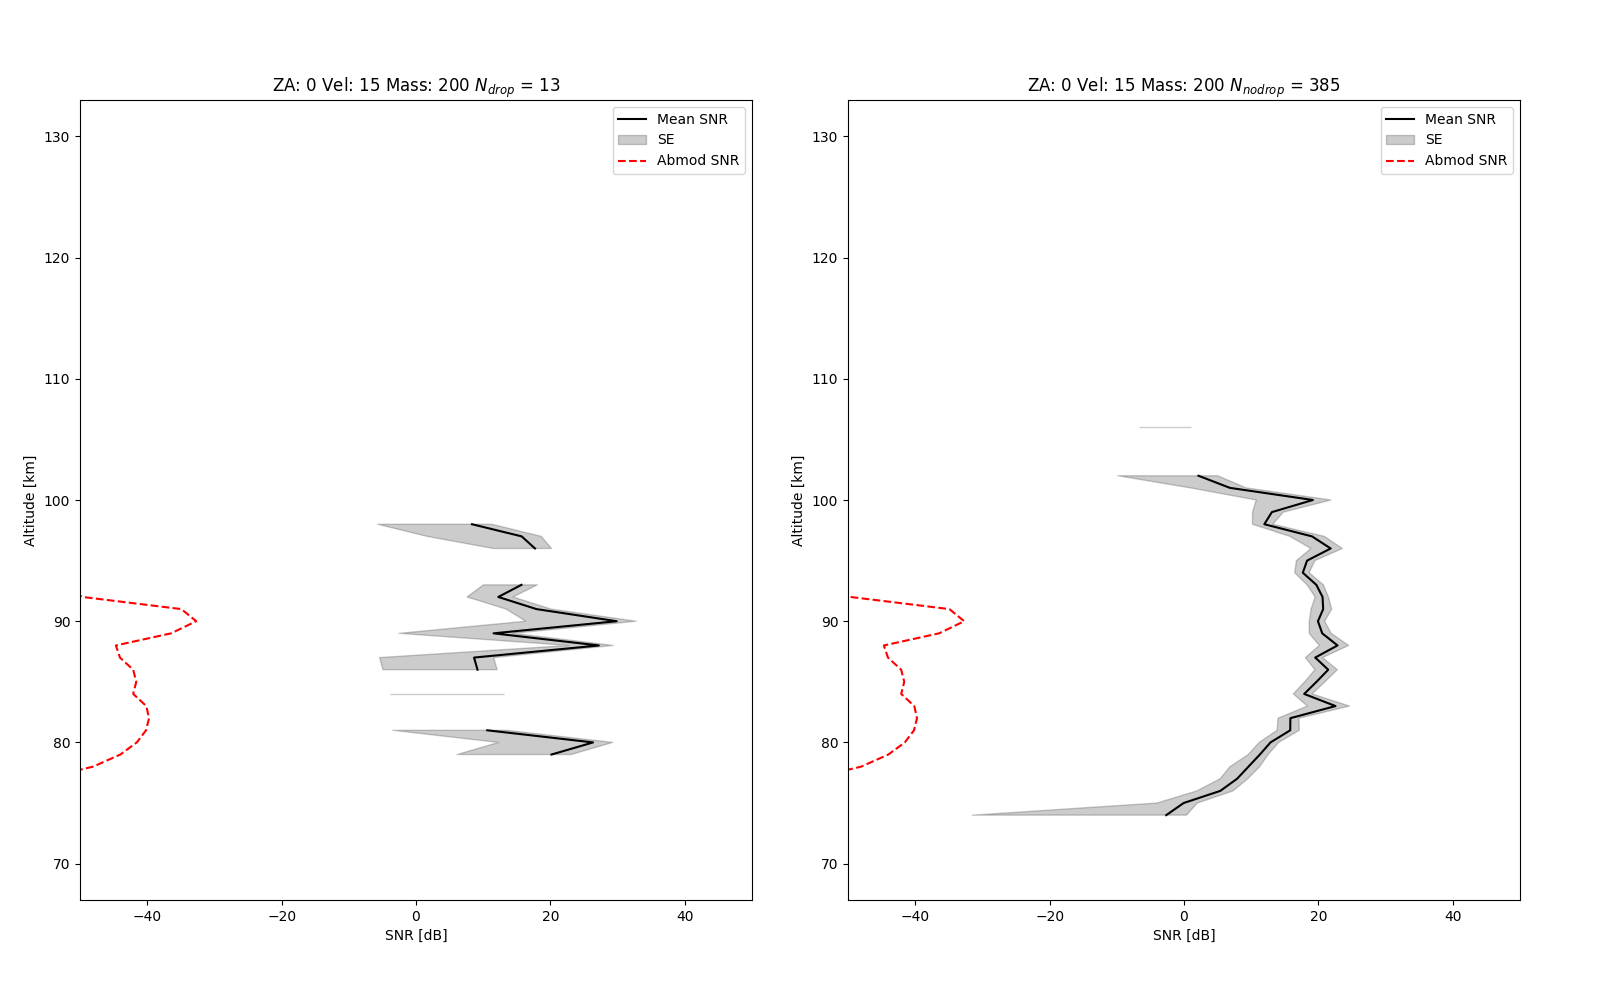 ZA: 0 Vel: 15 Mass: 200 N_drop = 13
Mean SNR
SE
Abmod SNR
130
120
110
100
90
80
70
Altitude [km]
−40
−20
0
20
40
SNR [dB]
ZA: 0 Vel: 15 Mass: 200 N_nodrop = 385
Mean SNR
SE
Abmod SNR
130
120
110
100
90
80
70
Altitude [km]
−40
−20
0
20
40
SNR [dB]